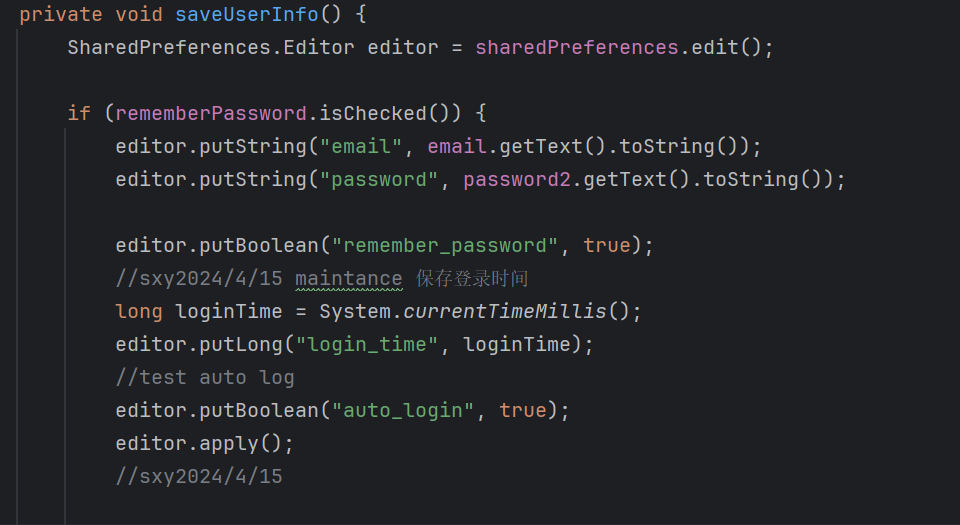 private void saveUserInfo() {
SharedPreferences.Editor editor = sharedPreferences.edit();
if (rememberPassword.isChecked()) {
editor.putString("email", email.getText().toString());
editor.putString("password", password2.getText().toString());
editor.putBoolean("remember_password", true);
//sxy2024/4/15 maintance 保存登录时间
long loginTime = System.currentTimeMillis();
editor.putLong("login_time", loginTime);
//test auto log
editor.putBoolean("auto_login", true);
editor.apply();
//sxy2024/4/15